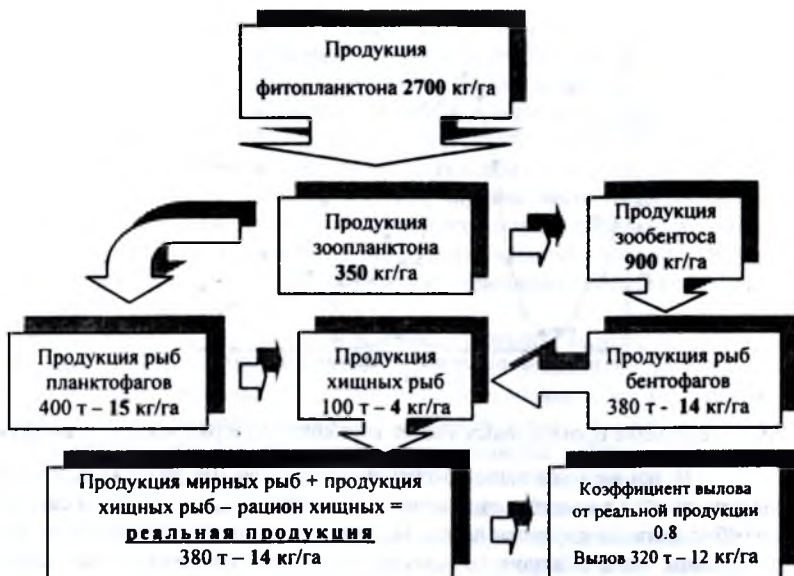 Продукция
фитопланктона 2700 кг/га
Продукция
зоопланктона
350 кг/га
Продукция
зообентоса
900 кг/га
Продукция рыб
планктофагов
400 т – 15 кг/га
Продукция
хищных рыб
100 т – 4 кг/га
Продукция рыб
бентофагов
380 т - 14 кг/га
Продукция мирных рыб + продукция
хищных рыб – рацион хищных =
реальная продукция
380 т – 14 кг/га
Коэффициент вылова
от реальной продукции
0.8
Вылов 320 т – 12 кг/га